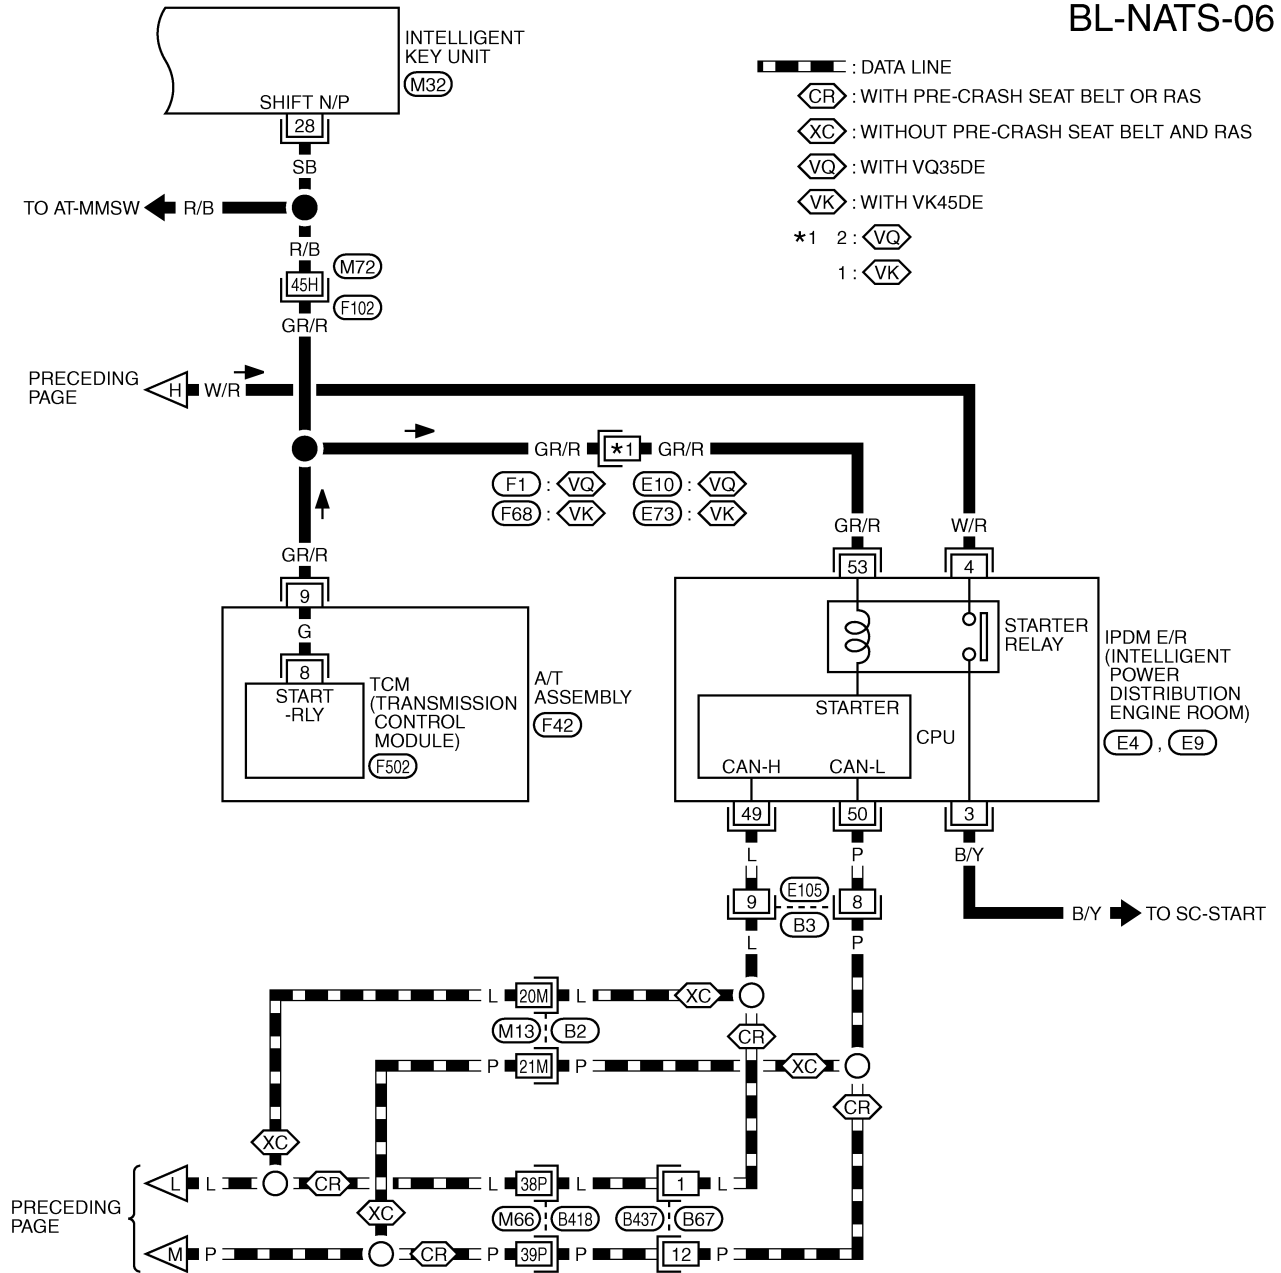 BL-NATS-06
INTELLIGENT
KEY UNIT
M32
SHIFT N/P
28
SB
: DATA LINE
CR : WITH PRE-CRASH SEAT BELT OR RAS
XC : WITHOUT PRE-CRASH SEAT BELT AND RAS
VQ : WITH VQ35DE
VK : WITH VK45DE
*1 2 : VQ
1 : VK
TO AT-MMSW R/B
R/B
M72
45H
F102
GR/R
PRECEDING
PAGE
H W/R
GR/R *1 GR/R
F1 : VQ E10 : VQ
F68 : VK E73 : VK
GR/R W/R
53 4
GR/R
9
G
8
START
-RLY
TCM
(TRANSMISSION
CONTROL
MODULE)
F502
A/T
ASSEMBLY
F42
STARTER
RELAY
IPDM E/R
(INTELLIGENT
POWER
DISTRIBUTION
ENGINE ROOM)
E4 , E9
STARTER
CPU
CAN-H CAN-L
49 50 3
L P B/Y
9 E105 8
B3
L P
B/Y TO SC-START
L 20M L XC
M13 B2
CR
P 21M P XC
CR
XC
PRECEDING
PAGE
L L CR L 38P L 1 L
XC
M66 B418 B437 B67
M P CR P 39P P 12 P